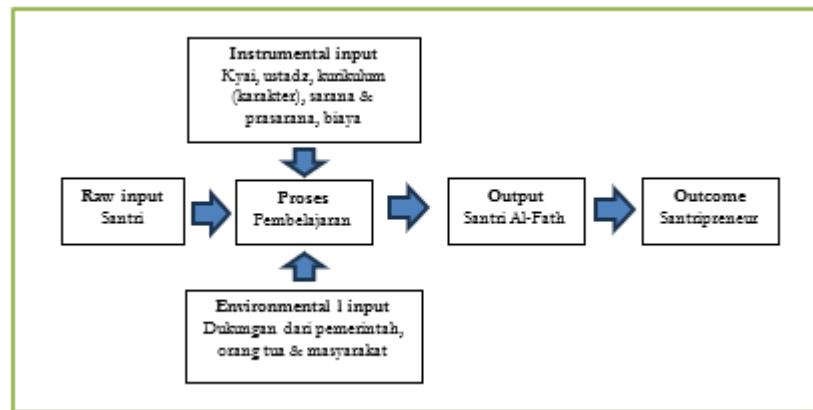 Instrumental input
Kyai, ustadz, kurikulum
(karakter), sarana &
prasarana, biaya
Raw input
Santri
Proses
Pembelajaran
Output
Santri Al-Fath
Outcome
Santripreneur
Environmental 1 input
Dukungan dari pemerintah,
orang tua & masyarakat